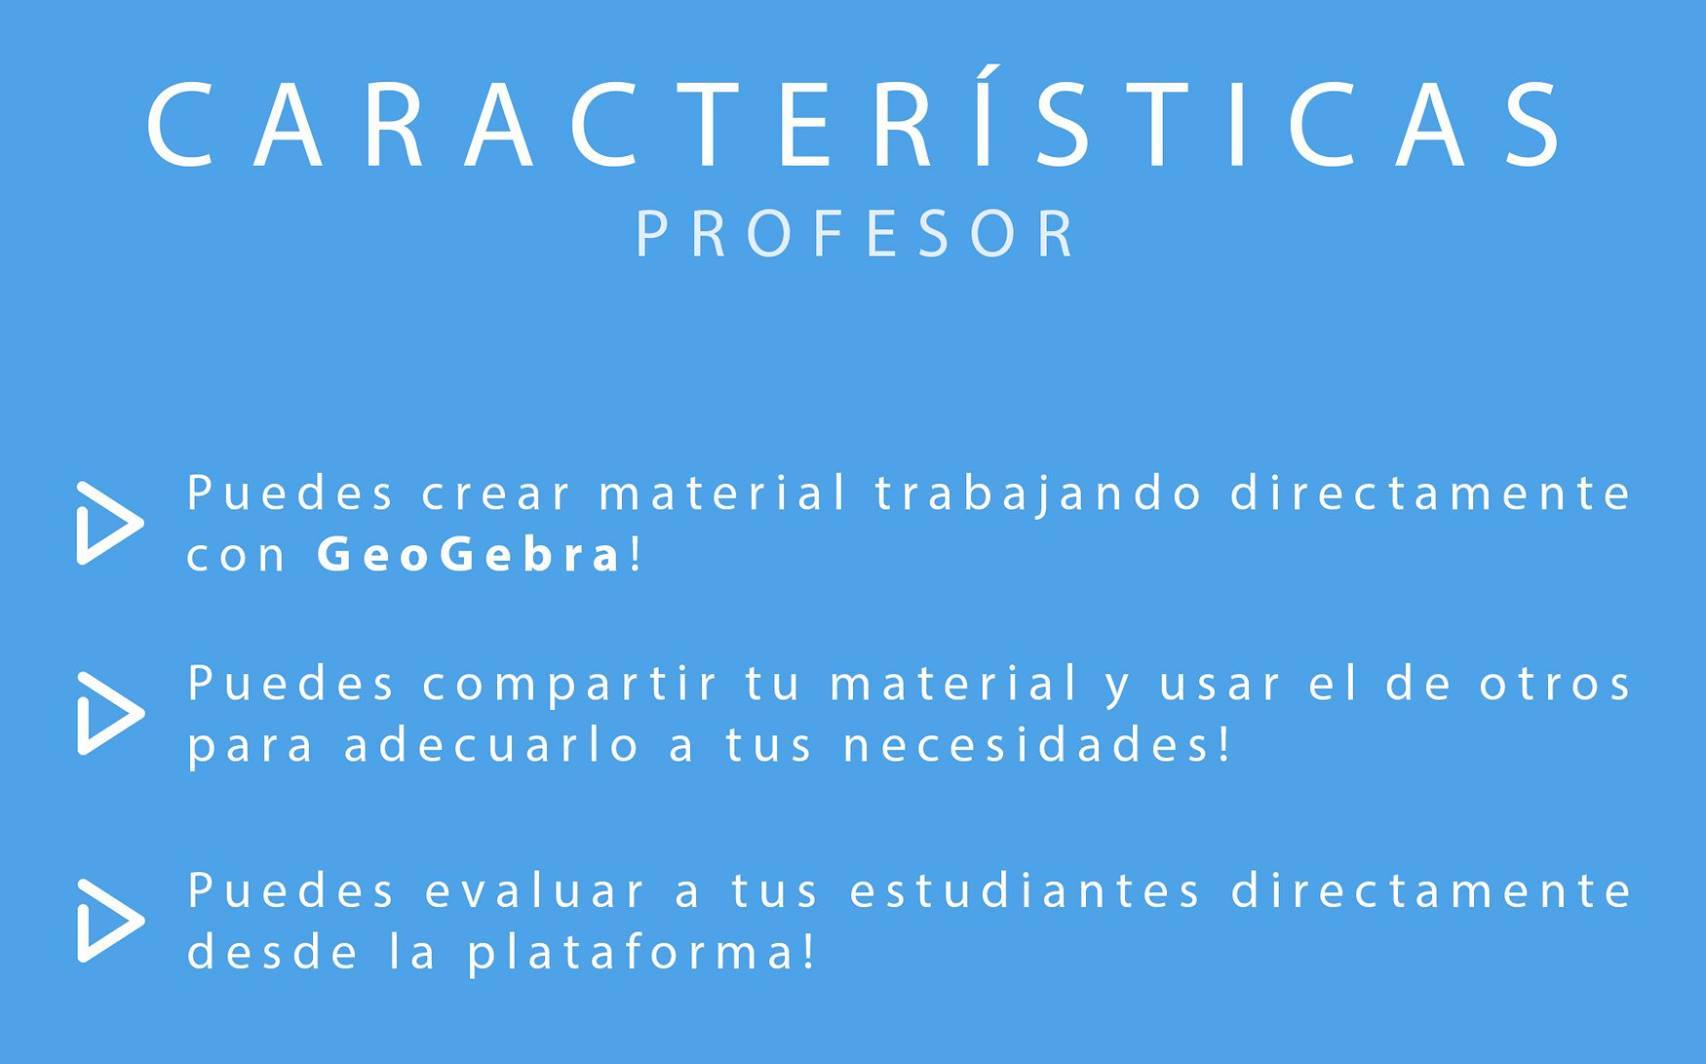 CARACTERÍSTICAS
PROFESOR
Puedes crear material trabajando directamente
con GeoGebra!
Puedes compartir tu material y usar el de otros
para adecuarlo a tus necesidades!
Puedes evaluar a tus estudiantes directamente
desde la plataforma!